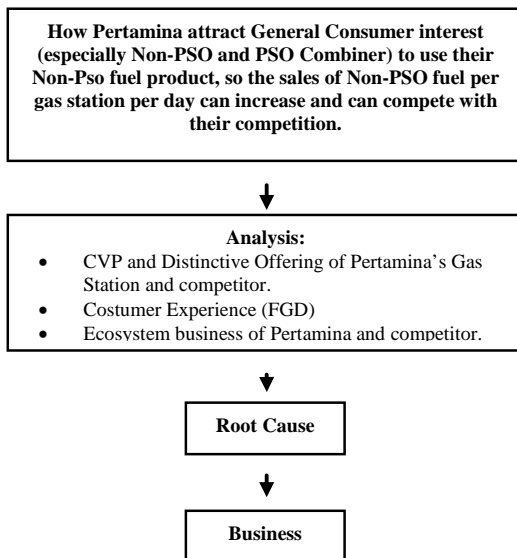 How Pertamina attract General Consumer interest
(especially Non-PSO and PSO Combiner) to use their
Non-Pso fuel product, so the sales of Non-PSO fuel per
gas station per day can increase and can compete with
their competition.
Analysis:
• CVP and Distinctive Offering of Pertamina's Gas
Station and competitor.
• Costumer Experience (FGD)
• Ecosystem business of Pertamina and competitor.
Root Cause
Business